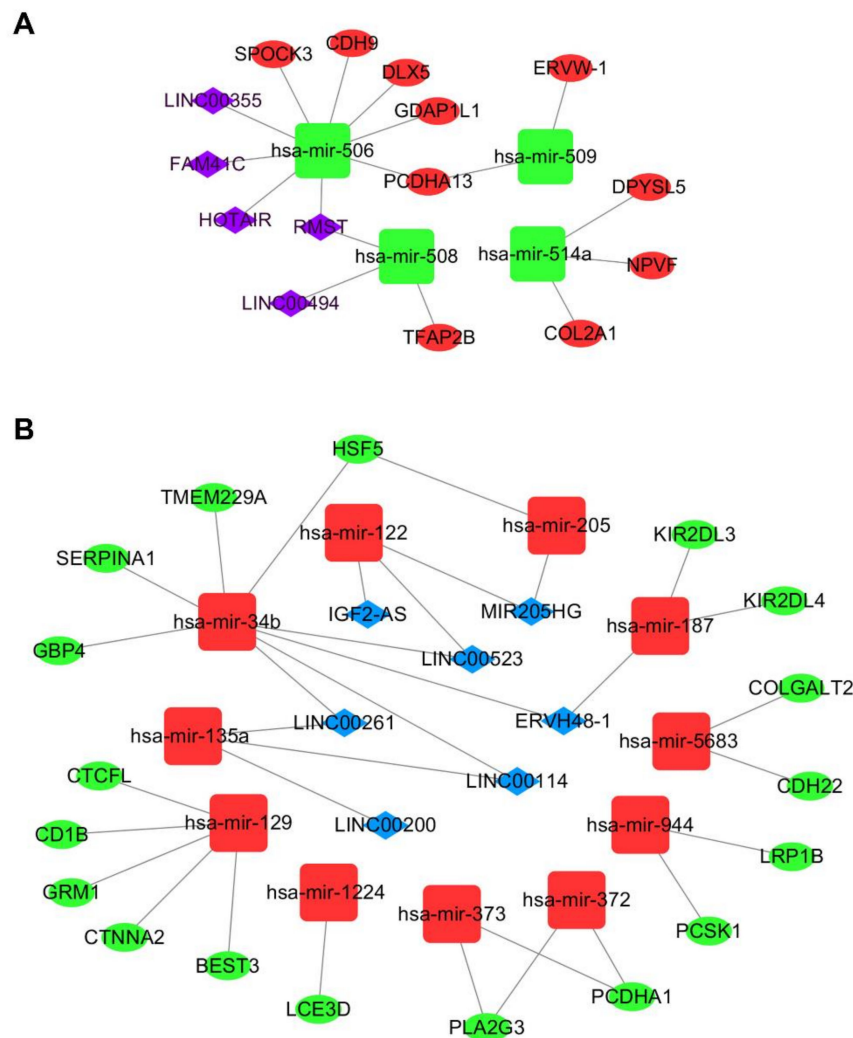 A
SPOCK3
CDH9
DLX5
ERVW-1
LINC00355
GDAP1L1
hsa-mir-506
hsa-mir-509
FAM41C
PCDHA13
DPYSL5
HOTAIR
RMST
hsa-mir-508
hsa-mir-514a
NPVF
LINC00494
TFAP2B
COL2A1
B
HSF5
TMEM229A
hsa-mir-122
hsa-mir-205
KIR2DL3
SERPINA1
KIR2DL4
hsa-mir-34b
IGF2-AS
MIR205HG
hsa-mir-187
GBP4
LINC00523
COLGALT2
LINC00261
ERVH48-1
hsa-mir-135a
hsa-mir-5683
CTCFL
LINC00114
CDH22
hsa-mir-129
LINC00200
hsa-mir-944
CD1B
LRP1B
GRM1
hsa-mir-1224
hsa-mir-373
hsa-mir-372
CTNNA2
PCSK1
BEST3
PCDHA1
LCE3D
PLA2G3